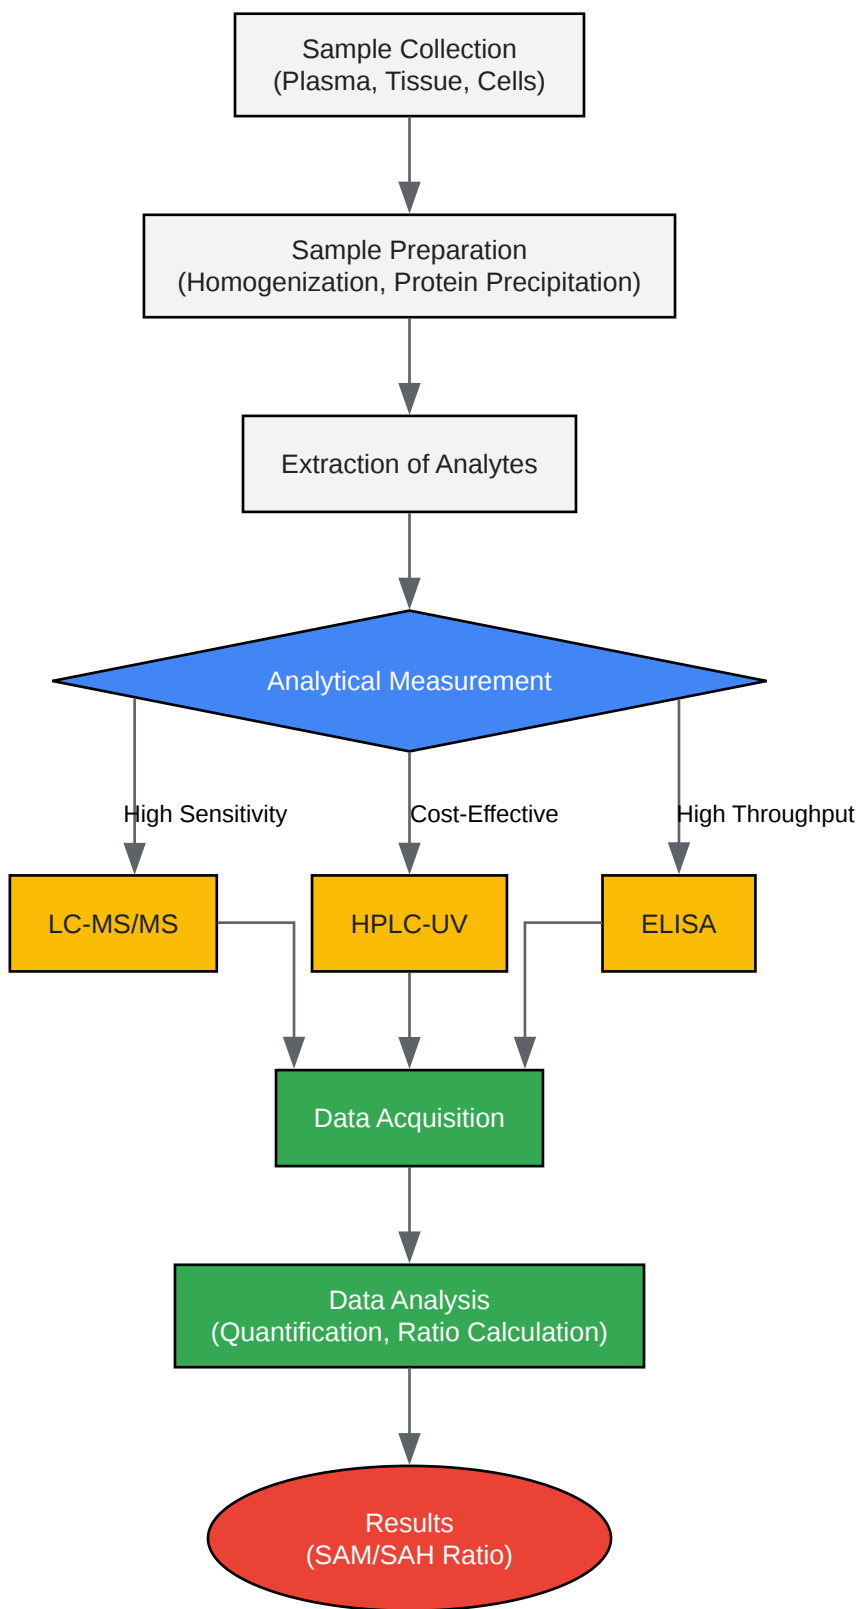 Sample Collection
(Plasma, Tissue, Cells)
Sample Preparation
(Homogenization, Protein Precipitation)
Extraction of Analytes
Analytical Measurement
High Sensitivity
Cost-Effective
High Throughput
LC-MS/MS
HPLC-UV
ELISA
Data Acquisition
Data Analysis
(Quantification, Ratio Calculation)
Results
(SAM/SAH Ratio)